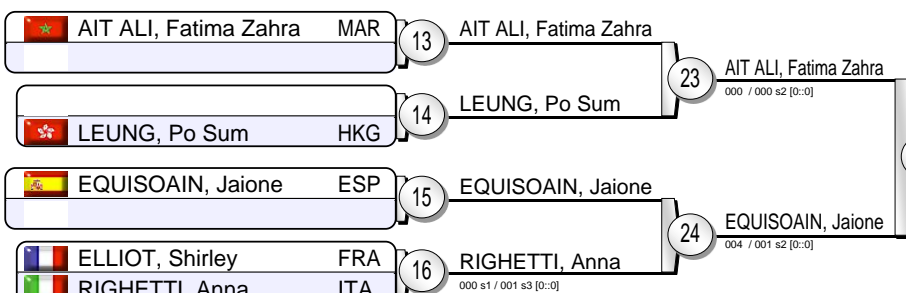 AIT ALI, Fatima Zahra MAR
13
AIT ALI, Fatima Zahra
23
AIT ALI, Fatima Zahra
000 / 000 s2 [0::0]
LEUNG, Po Sum HKG
14
LEUNG, Po Sum
EQUISOAIN, Jaione ESP
15
EQUISOAIN, Jaione
24
EQUISOAIN, Jaione
004 / 001 s2 [0::0]
ELLIOT, Shirley FRA
RIGHETTI, Anna ITA
16
RIGHETTI, Anna
000 s1 / 001 s3 [0::0]